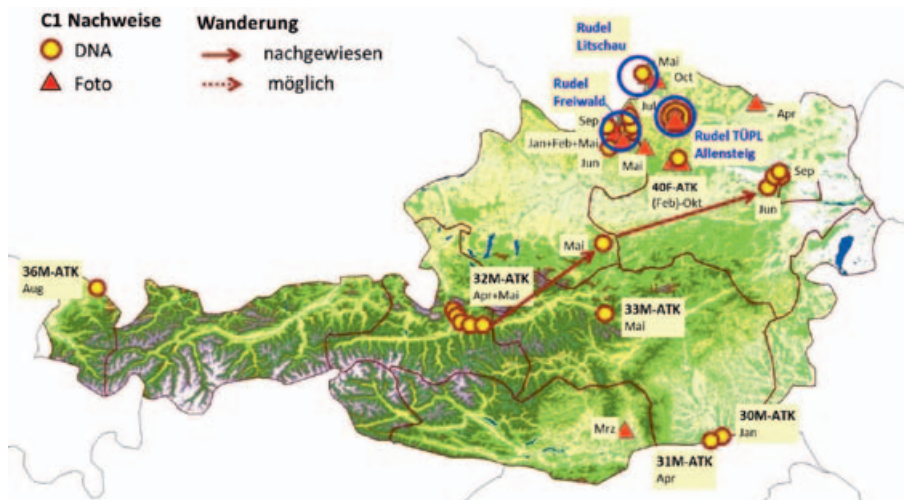 C1 Nachweise
DNA
Foto
Wanderung
nachgewiesen
möglich
Rudel
Litschau
Mai
Oct
Rudel
Freiwald
Jul
Apr
Sep
Jan+Feb+Mai
Jun
Mai
Rudel TÜPL
Allensteig
40F-ATK
(Feb)-Okt
Sep
Jun
Mai
36M-ATK
Aug
32M-ATK
Apr+Mai
33M-ATK
Mai
Mrz
30M-ATK
Jan
31M-ATK
Apr